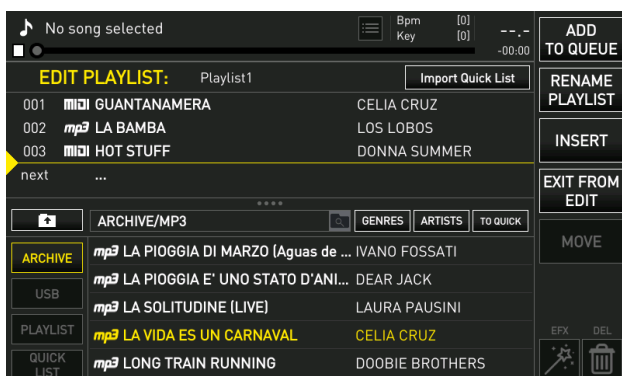 No song selected
Bpm [0]
Key [0]
--.-
-00:00
ADD TO QUEUE
EDIT PLAYLIST: Playlist1 Import Quick List
RENAME PLAYLIST
001 MIDI GUANTANAMERA CELIA CRUZ
002 mp3 LA BAMBA LOS LOBOS
003 MIDI HOT STUFF DONNA SUMMER
INSERT
next ...
EXIT FROM EDIT
ARCHIVE/MP3 GENRES ARTISTS TO QUICK
MOVE
ARCHIVE
mp3 LA PIOGGIA DI MARZO (Aguas de ... IVANO FOSSATI
mp3 LA PIOGGIA E' UNO STATO D'ANI... DEAR JACK
USB
mp3 LA SOLITUDINE (LIVE) LAURA PAUSINI
PLAYLIST
mp3 LA VIDA ES UN CARNAVAL CELIA CRUZ
EFX DEL
QUICK LIST
mp3 LONG TRAIN RUNNING DOOBIE BROTHERS